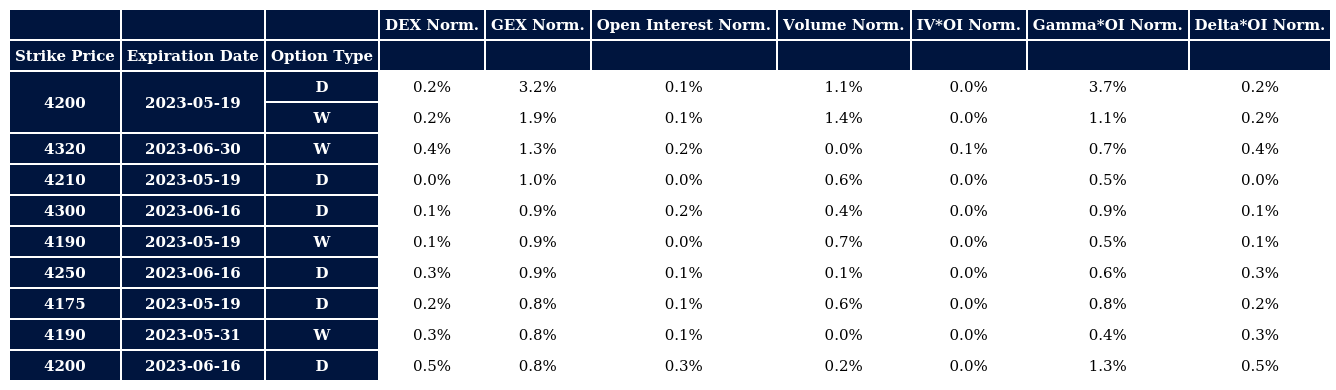 DEX Norm. GEX Norm. Open Interest Norm. Volume Norm. IV*OI Norm. Gamma*OI Norm. Delta*OI Norm.
Strike Price Expiration Date Option Type
4200 2023-05-19 D 0.2% 3.2% 0.1% 1.1% 0.0% 3.7% 0.2%
W 0.2% 1.9% 0.1% 1.4% 0.0% 1.1% 0.2%
4320 2023-06-30 W 0.4% 1.3% 0.2% 0.0% 0.1% 0.7% 0.4%
4210 2023-05-19 D 0.0% 1.0% 0.0% 0.6% 0.0% 0.5% 0.0%
4300 2023-06-16 D 0.1% 0.9% 0.2% 0.4% 0.0% 0.9% 0.1%
4190 2023-05-19 W 0.1% 0.9% 0.0% 0.7% 0.0% 0.5% 0.1%
4250 2023-06-16 D 0.3% 0.9% 0.1% 0.1% 0.0% 0.6% 0.3%
4175 2023-05-19 D 0.2% 0.8% 0.1% 0.6% 0.0% 0.8% 0.2%
4190 2023-05-31 W 0.3% 0.8% 0.1% 0.0% 0.0% 0.4% 0.3%
4200 2023-06-16 D 0.5% 0.8% 0.3% 0.2% 0.0% 1.3% 0.5%